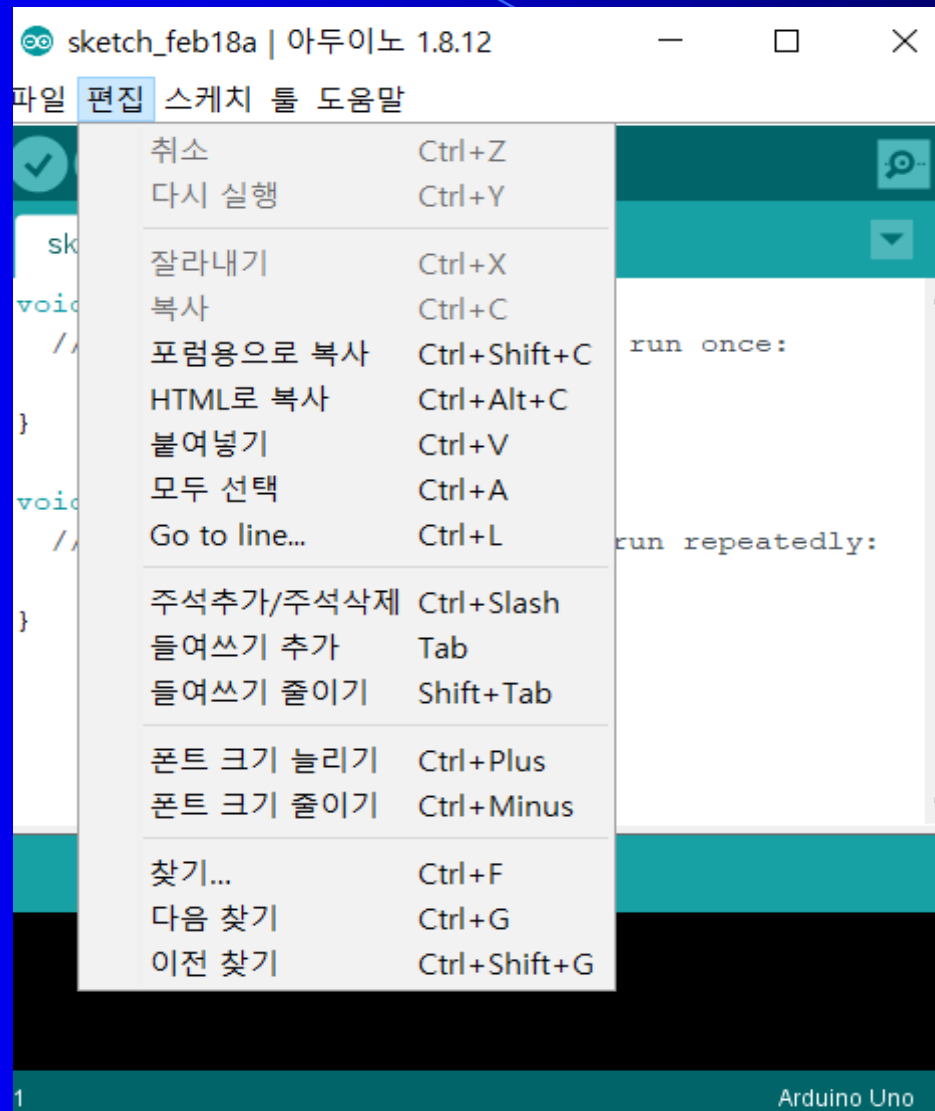 sketch_feb18a | 아두이노 1.8.12
파일 편집 스케치 툴 도움말
취소 Ctrl+Z
다시 실행 Ctrl+Y
sk
잘라내기 Ctrl+X
void
복사 Ctrl+C
// run once:
포럼용으로 복사 Ctrl+Shift+C
HTML로 복사 Ctrl+Alt+C
}
붙여넣기 Ctrl+V
모두 선택 Ctrl+A
void
Go to line... Ctrl+L
// run repeatedly:
주석추가/주석삭제 Ctrl+Slash
}
들여쓰기 추가 Tab
들여쓰기 줄이기 Shift+Tab
폰트 크기 늘리기 Ctrl+Plus
폰트 크기 줄이기 Ctrl+Minus
찾기... Ctrl+F
다음 찾기 Ctrl+G
이전 찾기 Ctrl+Shift+G
1 Arduino Uno